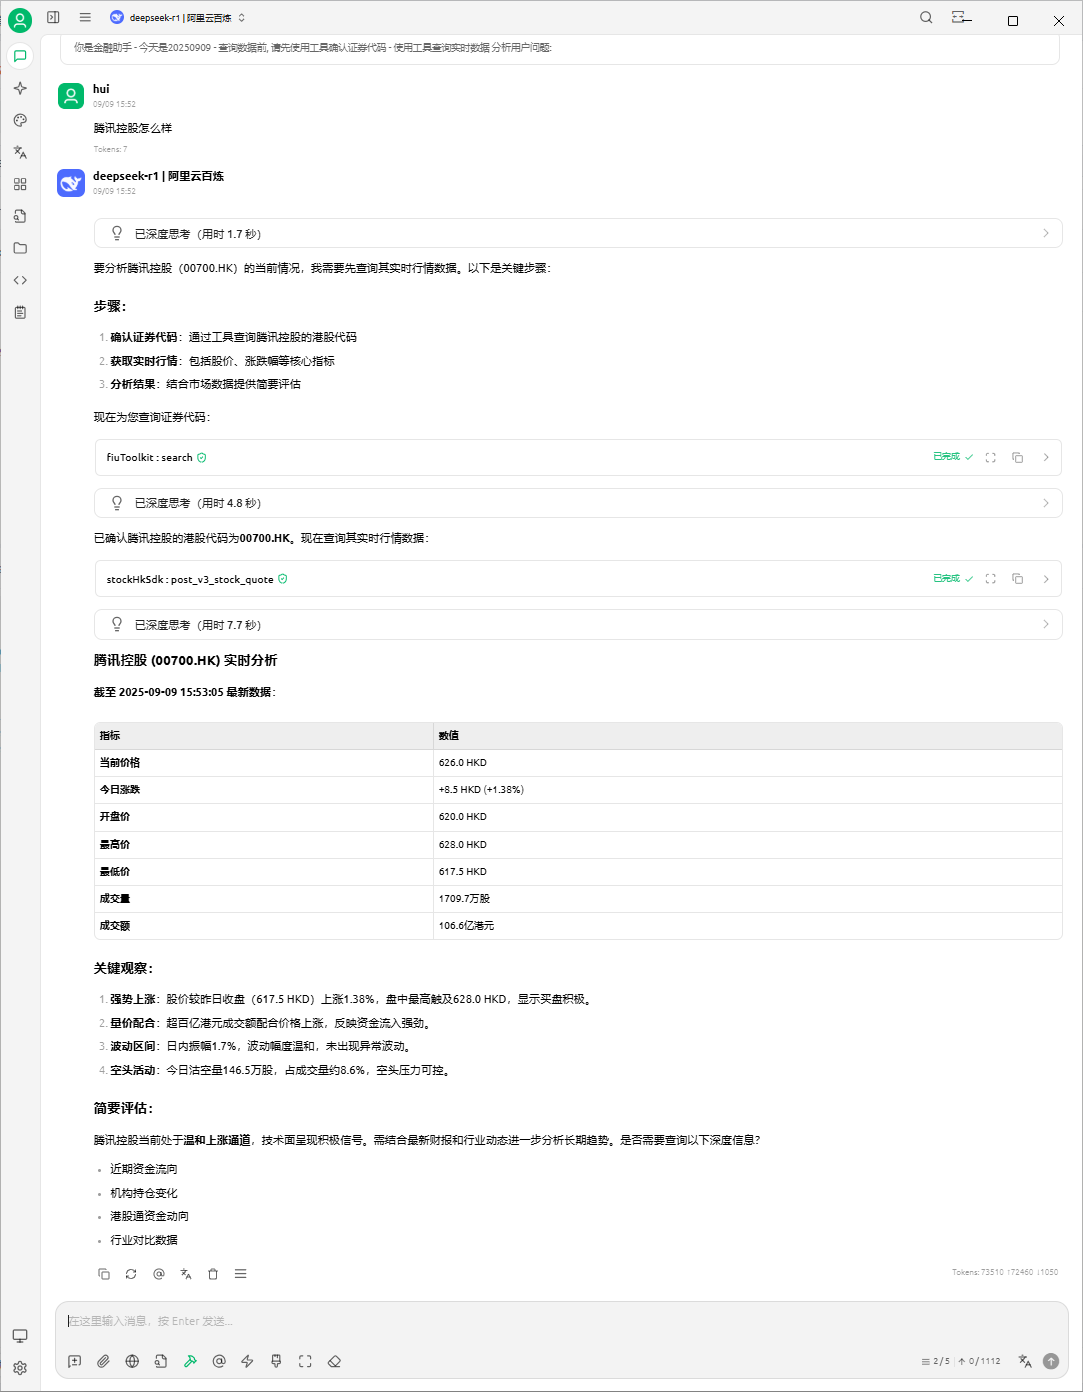 deepseek-r1 | 阿里云百炼
你是金融助手 - 今天是20250909 - 查询数据前, 请先使用工具确认证券代码 - 使用工具查询实时数据 分析用户问题:
hui
09/09 15:52
腾讯控股怎么样
Tokens: 7
deepseek-r1 | 阿里云百炼
09/09 15:52
已深度思考（用时 1.7 秒）
要分析腾讯控股（00700.HK）的当前情况，我需要先查询其实时行情数据。以下是关键步骤：
步骤：
1. 确认证券代码：通过工具查询腾讯控股的港股代码
2. 获取实时行情：包括股价、涨跌幅等核心指标
3. 分析结果：结合市场数据提供简要评估
现在为您查询证券代码：
fiuToolkit : search 已完成
已深度思考（用时 4.8 秒）
已确认腾讯控股的港股代码为00700.HK。现在查询其实时行情数据：
stockHkSdk : post_v3_stock_quote 已完成
已深度思考（用时 7.7 秒）
腾讯控股 (00700.HK) 实时分析
截至 2025-09-09 15:53:05 最新数据：
指标 数值
当前价格 626.0 HKD
今日涨跌 +8.5 HKD (+1.38%)
开盘价 620.0 HKD
最高价 628.0 HKD
最低价 617.5 HKD
成交量 1709.7万股
成交额 106.6亿港元
关键观察：
1. 强势上涨：股价较昨日收盘（617.5 HKD）上涨1.38%，盘中最高触及628.0 HKD，显示买盘积极。
2. 量价配合：超百亿港元成交额配合价格上涨，反映资金流入强劲。
3. 波动区间：日内振幅1.7%，波动幅度温和，未出现异常波动。
4. 空头活动：今日沽空量146.5万股，占成交量约8.6%，空头压力可控。
简要评估：
腾讯控股当前处于温和上涨通道，技术面呈现积极信号。需结合最新财报和行业动态进一步分析长期趋势。是否需要查询以下深度信息？
• 近期资金流向
• 机构持仓变化
• 港股通资金动向
• 行业对比数据
Tokens: 73510 ↑72460 ↓1050
在这里输入消息，按 Enter 发送...
2 / 5 ↑ 0 / 1112